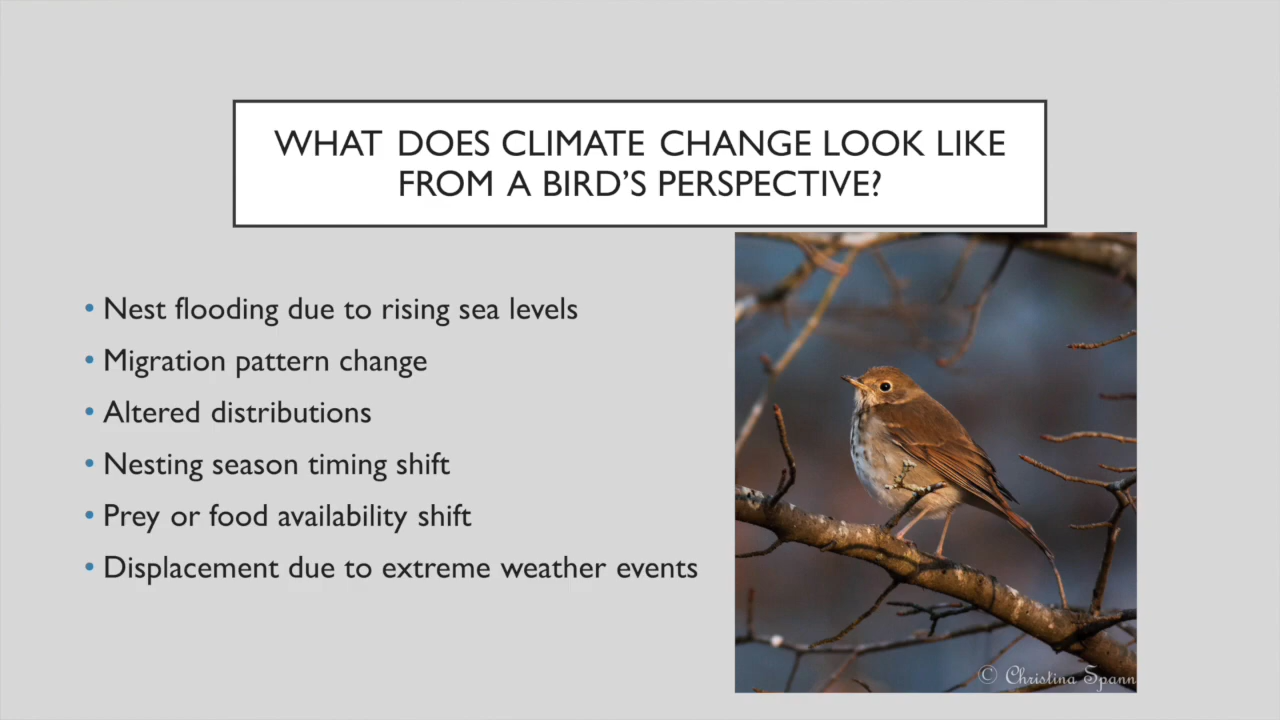 WHAT DOES CLIMATE CHANGE LOOK LIKE
FROM A BIRD’S PERSPECTIVE?
• Nest flooding due to rising sea levels
• Migration pattern change
• Altered distributions
• Nesting season timing shift
• Prey or food availability shift
• Displacement due to extreme weather events
© Christina Spann